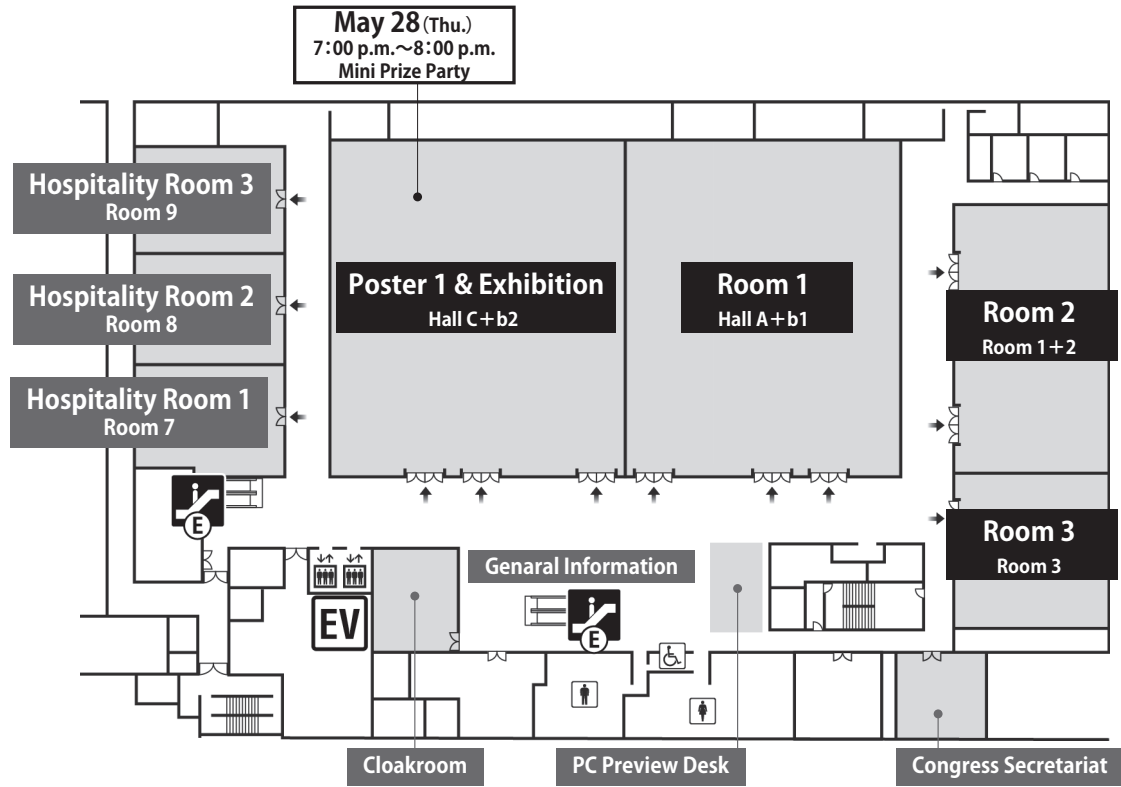 May 28 (Thu.)
7:00 p.m.～8:00 p.m.
Mini Prize Party
Hospitality Room 3
Room 9
Hospitality Room 2
Room 8
Hospitality Room 1
Room 7
Poster 1 & Exhibition
Hall C+b2
Room 1
Hall A+b1
Room 2
Room 1+2
Room 3
Room 3
E
EV
Genaral Information
E
Cloakroom
PC Preview Desk
Congress Secretariat